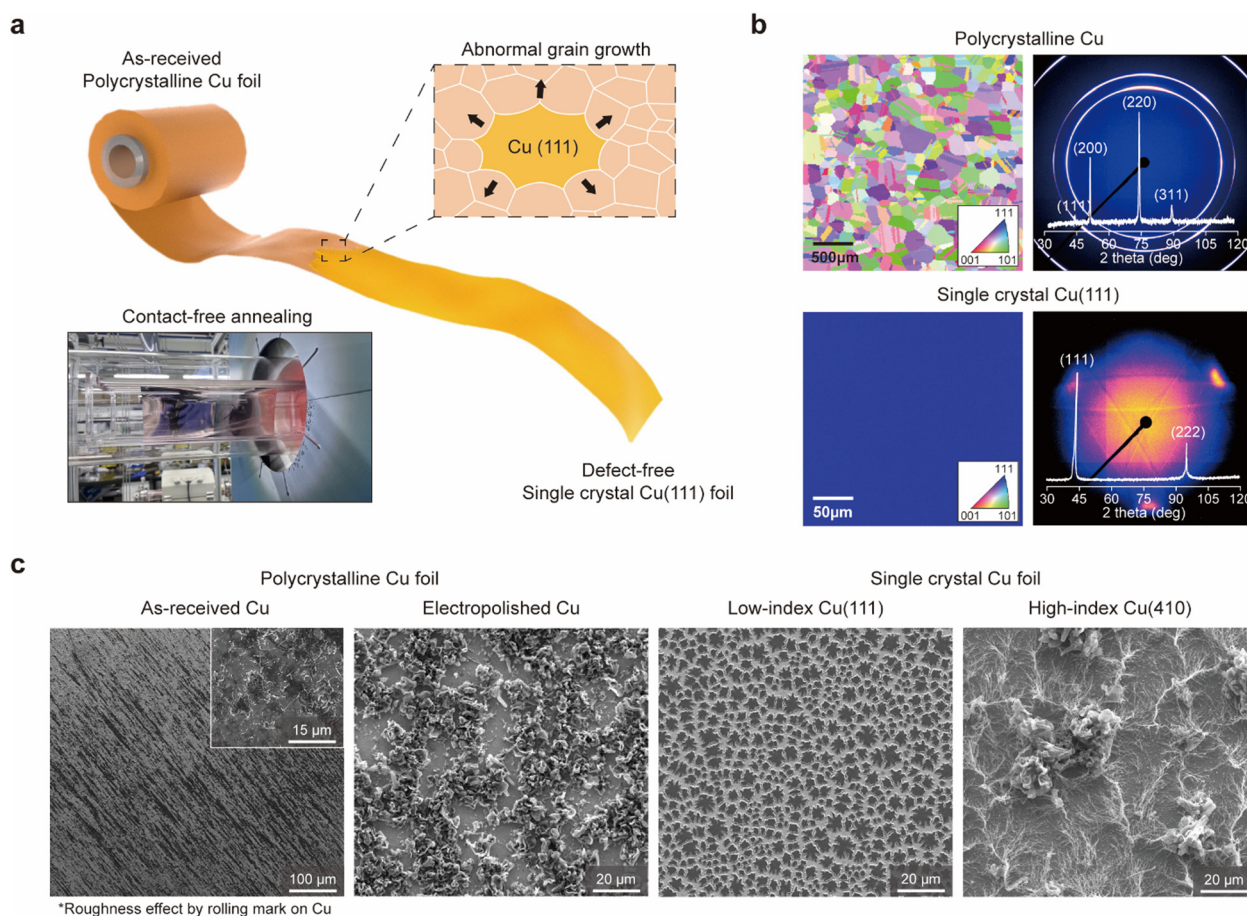 a
As-received
Polycrystalline Cu foil
Abnormal grain growth
Cu (111)
Contact-free annealing
Defect-free
Single crystal Cu(111) foil
b
Polycrystalline Cu
500µm
111
001 101
(111)
(200)
(220)
(311)
30 45 60 75 90 105 120
2 theta (deg)
Single crystal Cu(111)
50µm
111
001 101
(111)
(222)
30 45 60 75 90 105 120
2 theta (deg)
c
Polycrystalline Cu foil
Single crystal Cu foil
As-received Cu
Electropolished Cu
Low-index Cu(111)
High-index Cu(410)
15 µm
100 µm
20 µm
20 µm
20 µm
*Roughness effect by rolling mark on Cu